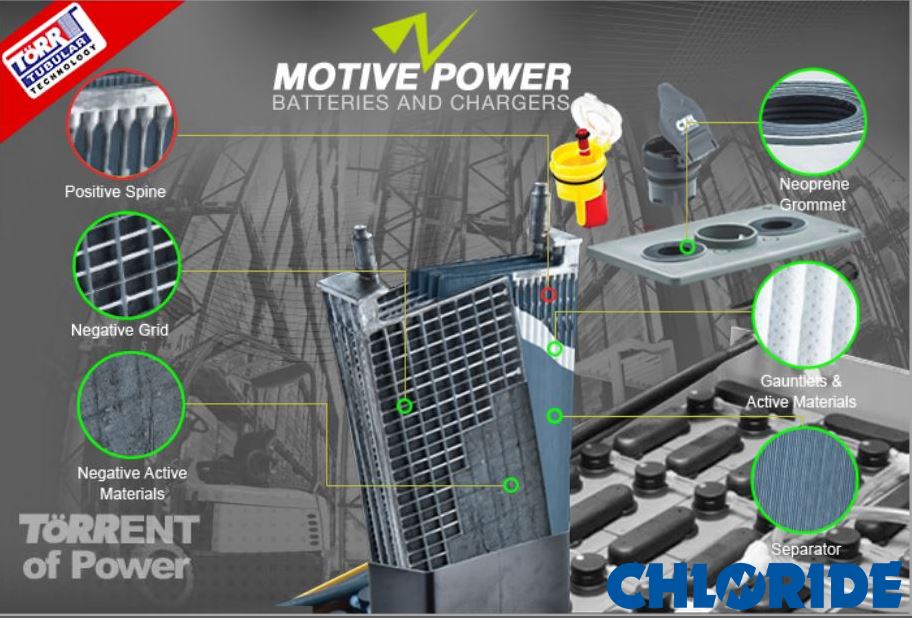 TÖRR
TUBULAR
TECHNOLOGY
MOTIVE POWER
BATTERIES AND CHARGERS
Positive Spine
Neoprene
Grommet
Negative Grid
Gauntlets &
Active Materials
Negative Active
Materials
TöRRENT
of Power
Separator
CHLORIDE